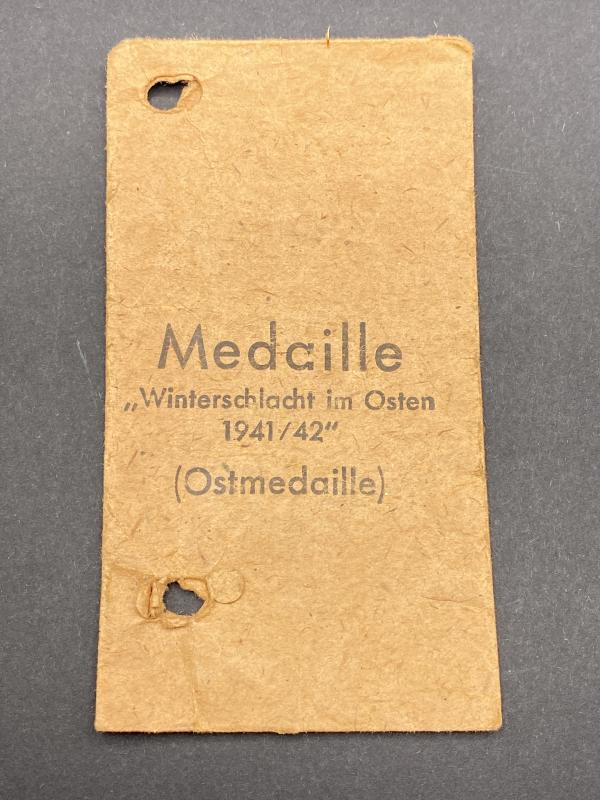 Medaille
„Winterschlacht im Osten
1941/42“
(Ostmedaille)